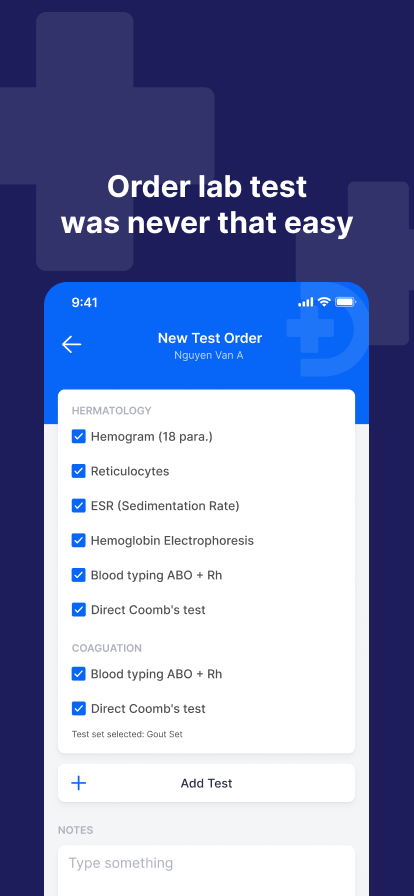 Order lab test
was never that easy
9:41
New Test Order
Nguyen Van A
HERMATOLOGY
Hemogram (18 para.)
Reticulocytes
ESR (Sedimentation Rate)
Hemoglobin Electrophoresis
Blood typing ABO + Rh
Direct Coomb's test
COAGUATION
Blood typing ABO + Rh
Direct Coomb's test
Test set selected: Gout Set
Add Test
NOTES
Type something